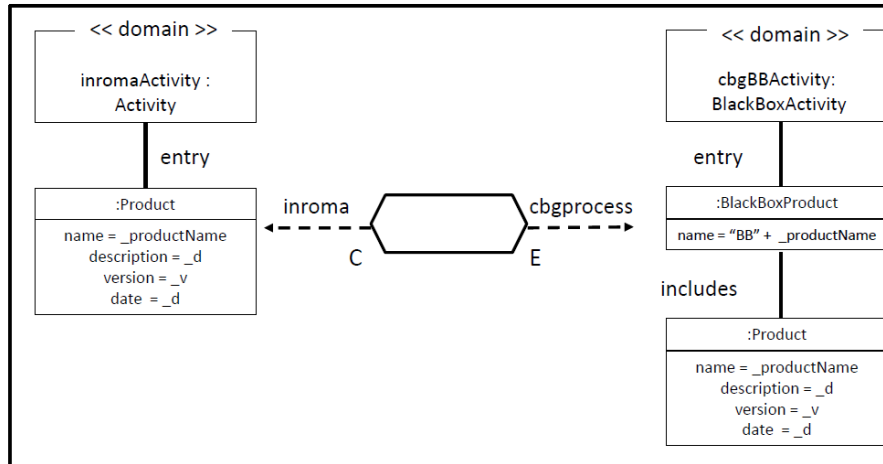 << domain >>
inromaActivity :
Activity
entry
:Product
name = _productName
description = _d
version = _v
date = _d
inroma
C
cbgprocess
E
<< domain >>
cbgBBActivity:
BlackBoxActivity
entry
:BlackBoxProduct
name = “BB” + _productName
includes
:Product
name = _productName
description = _d
version = _v
date = _d